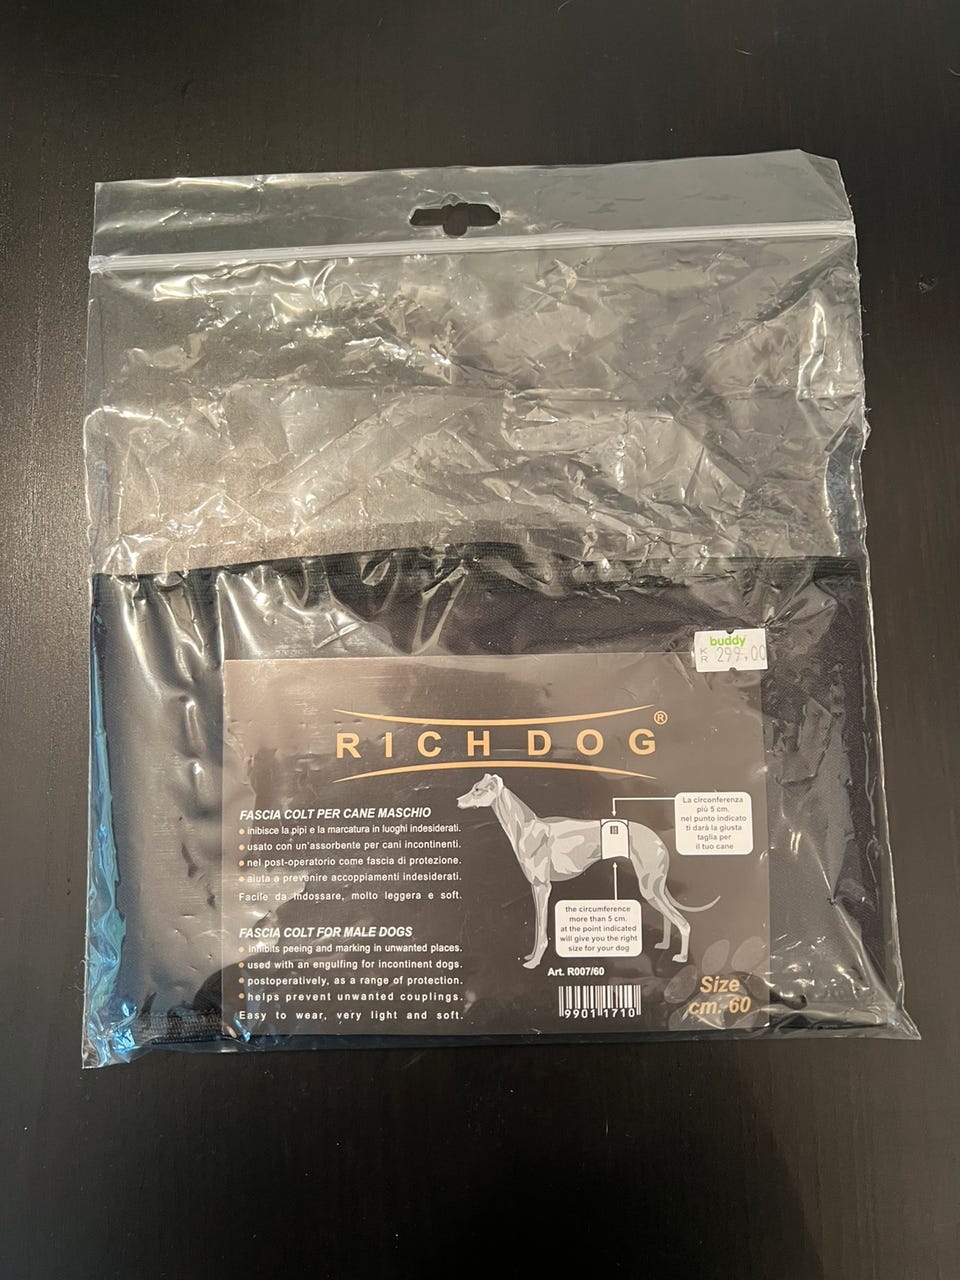 buddy
KR 299,00
RICH DOG®
FASCIA COLT PER CANE MASCHIO
inibisce la pipi e la marcatura in luoghi indesiderati.
usato con un'assorbente per cani incontinenti.
nel post-operatorio come fascia di protezione.
aiuta a prevenire accoppiamenti indesiderati.
Facile da indossare, molto leggera e soft.
La circonferenza
più 5 cm.
nel punto indicato
ti darà la giusta
taglia per
il tuo cane
FASCIA COLT FOR MALE DOGS
inhibits peeing and marking in unwanted places.
used with an engulfing for incontinent dogs.
postoperatively, as a range of protection.
helps prevent unwanted couplings.
Easy to wear, very light and soft.
the circumference
more than 5 cm.
at the point indicated
will give you the right
size for your dog
Art. R007/60
9901 1710
Size
cm. 60